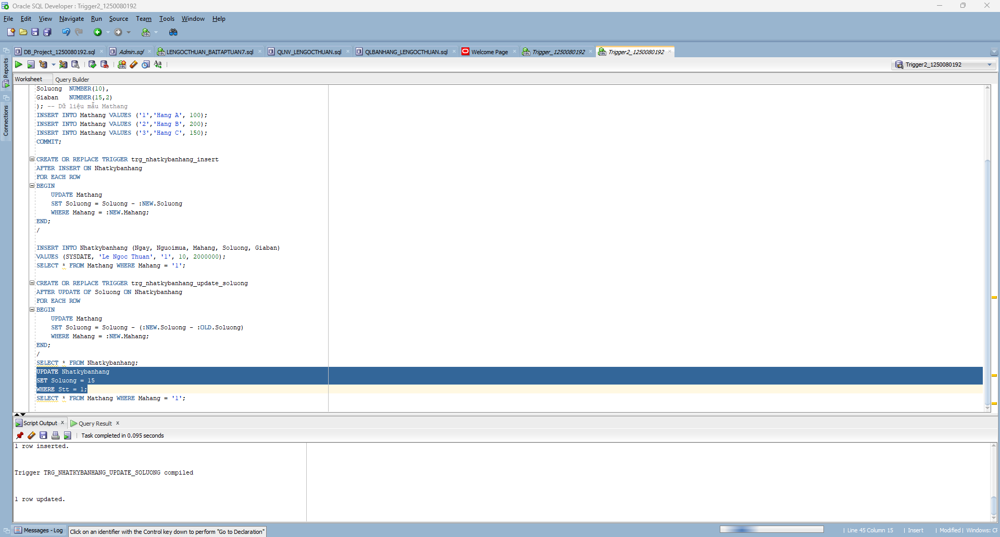 Oracle SQL Developer : Trigger2_1250080192
File Edit View Navigate Run Source Team Tools Window Help
DB_Project_1250080192.sql Admin.sql LENGOCTHUAN_BAITAPTUAN7.sql QLNV_LENGOCTHUAN.sql QLBANHANG_LENGOCTHUAN.sql Welcome Page Trigger_1250080192 Trigger2_1250080192
Trigger2_1250080192
Reports
Connections
Worksheet Query Builder
Soluong  NUMBER(10),
Giaban   NUMBER(15,2)
); -- Dữ liệu mẫu Mathang
INSERT INTO Mathang VALUES ('1','Hang A', 100);
INSERT INTO Mathang VALUES ('2','Hang B', 200);
INSERT INTO Mathang VALUES ('3','Hang C', 150);
COMMIT;
CREATE OR REPLACE TRIGGER trg_nhatkybanhang_insert
AFTER INSERT ON Nhatkybanhang
FOR EACH ROW
BEGIN
    UPDATE Mathang
    SET Soluong = Soluong - :NEW.Soluong
    WHERE Mahang = :NEW.Mahang;
END;
/
INSERT INTO Nhatkybanhang (Ngay, Nguoimua, Mahang, Soluong, Giaban)
VALUES (SYSDATE, 'Le Ngoc Thuan', '1', 10, 2000000);
SELECT * FROM Mathang WHERE Mahang = '1';
CREATE OR REPLACE TRIGGER trg_nhatkybanhang_update_soluong
AFTER UPDATE OF Soluong ON Nhatkybanhang
FOR EACH ROW
BEGIN
    UPDATE Mathang
    SET Soluong = Soluong - (:NEW.Soluong - :OLD.Soluong)
    WHERE Mahang = :NEW.Mahang;
END;
/
SELECT * FROM Nhatkybanhang;
UPDATE Nhatkybanhang
SET Soluong = 15
WHERE Stt = 1;
SELECT * FROM Mathang WHERE Mahang = '1';
Script Output x Query Result x
Task completed in 0.095 seconds
1 row inserted.
Trigger TRG_NHATKYBANHANG_UPDATE_SOLUONG compiled
1 row updated.
Messages - Log Click on an identifier with the Control key down to perform "Go to Declaration" | Line 45 Column 15 | Insert | Modified | Windows: CF